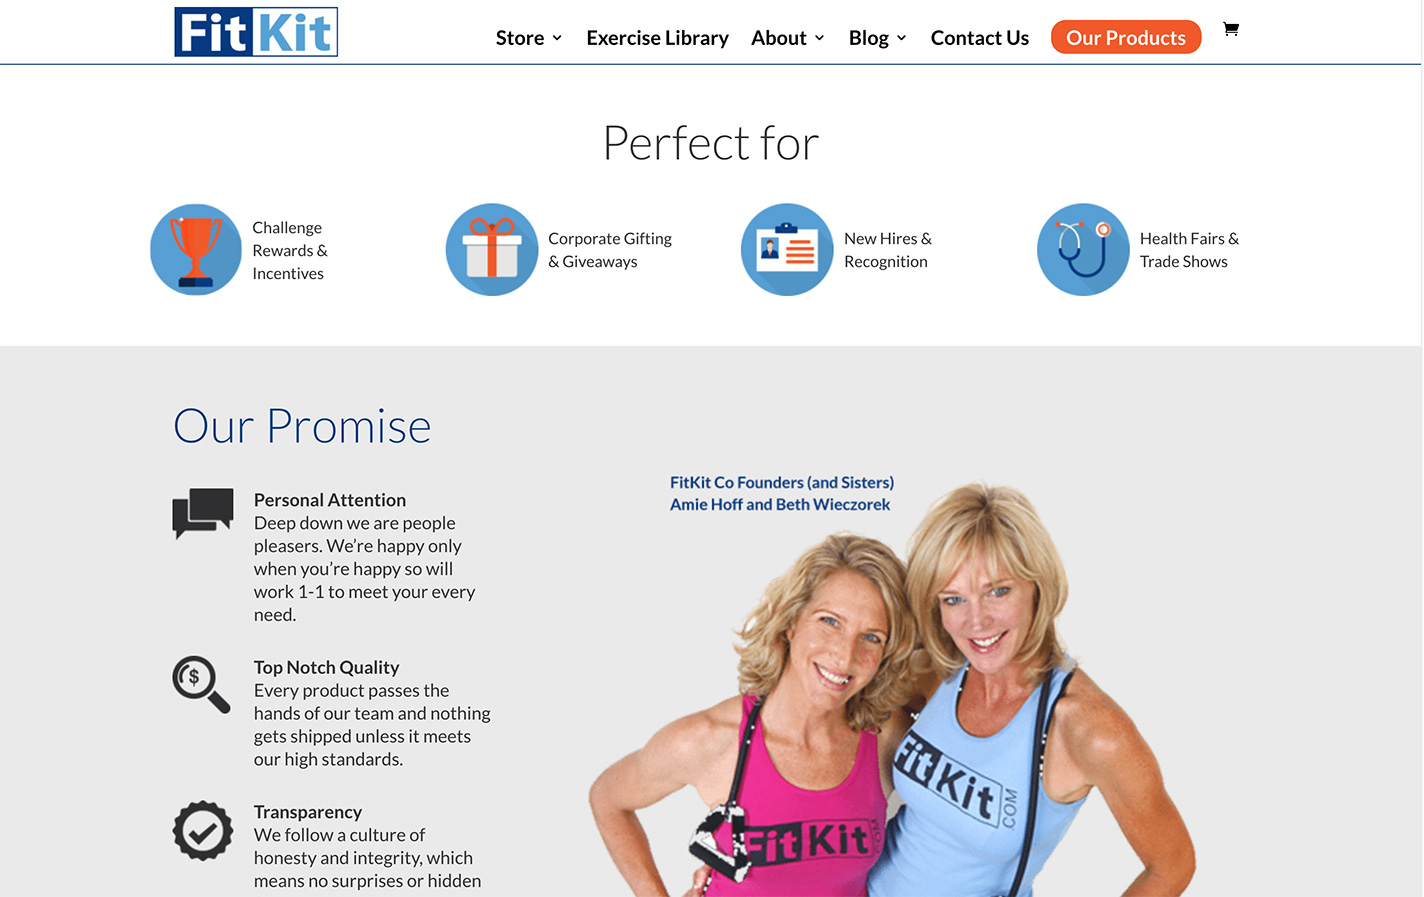 FitKit
Store
Exercise Library
About
Blog
Contact Us
Our Products
Perfect for
Challenge
Rewards &
Incentives
Corporate Gifting
& Giveaways
New Hires &
Recognition
Health Fairs &
Trade Shows
Our Promise
Personal Attention
Deep down we are people
pleasers. We’re happy only
when you’re happy so will
work 1-1 to meet your every
need.
$
Top Notch Quality
Every product passes the
hands of our team and nothing
gets shipped unless it meets
our high standards.
Transparency
We follow a culture of
honesty and integrity, which
means no surprises or hidden
FitKit Co Founders (and Sisters)
Amie Hoff and Beth Wieczorek
FitKit.COM
FitKit.COM